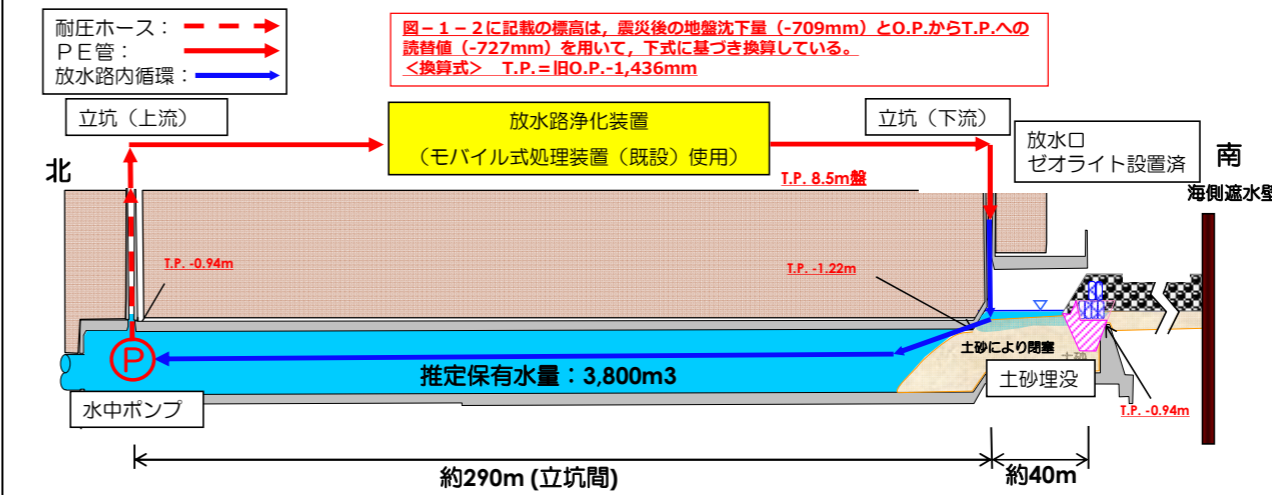 耐圧ホース：
ＰＥ管：
放水路内循環：
図－１－２に記載の標高は，震災後の地盤沈下量（-709mm）とO.P.からT.P.への
読替値（-727mm）を用いて，下式に基づき換算している。
＜換算式＞ T.P.＝旧O.P.-1,436mm
立坑（上流）
放水路浄化装置
（モバイル式処理装置（既設）使用）
立坑（下流）
放水口
ゼオライト設置済
北
南
海側遮水壁
T.P. 8.5m盤
T.P. -0.94m
T.P. -1.22m
P
土砂により閉塞
土砂
推定保有水量：3,800m3
土砂埋没
水中ポンプ
T.P. -0.94m
約290m (立坑間)
約40m